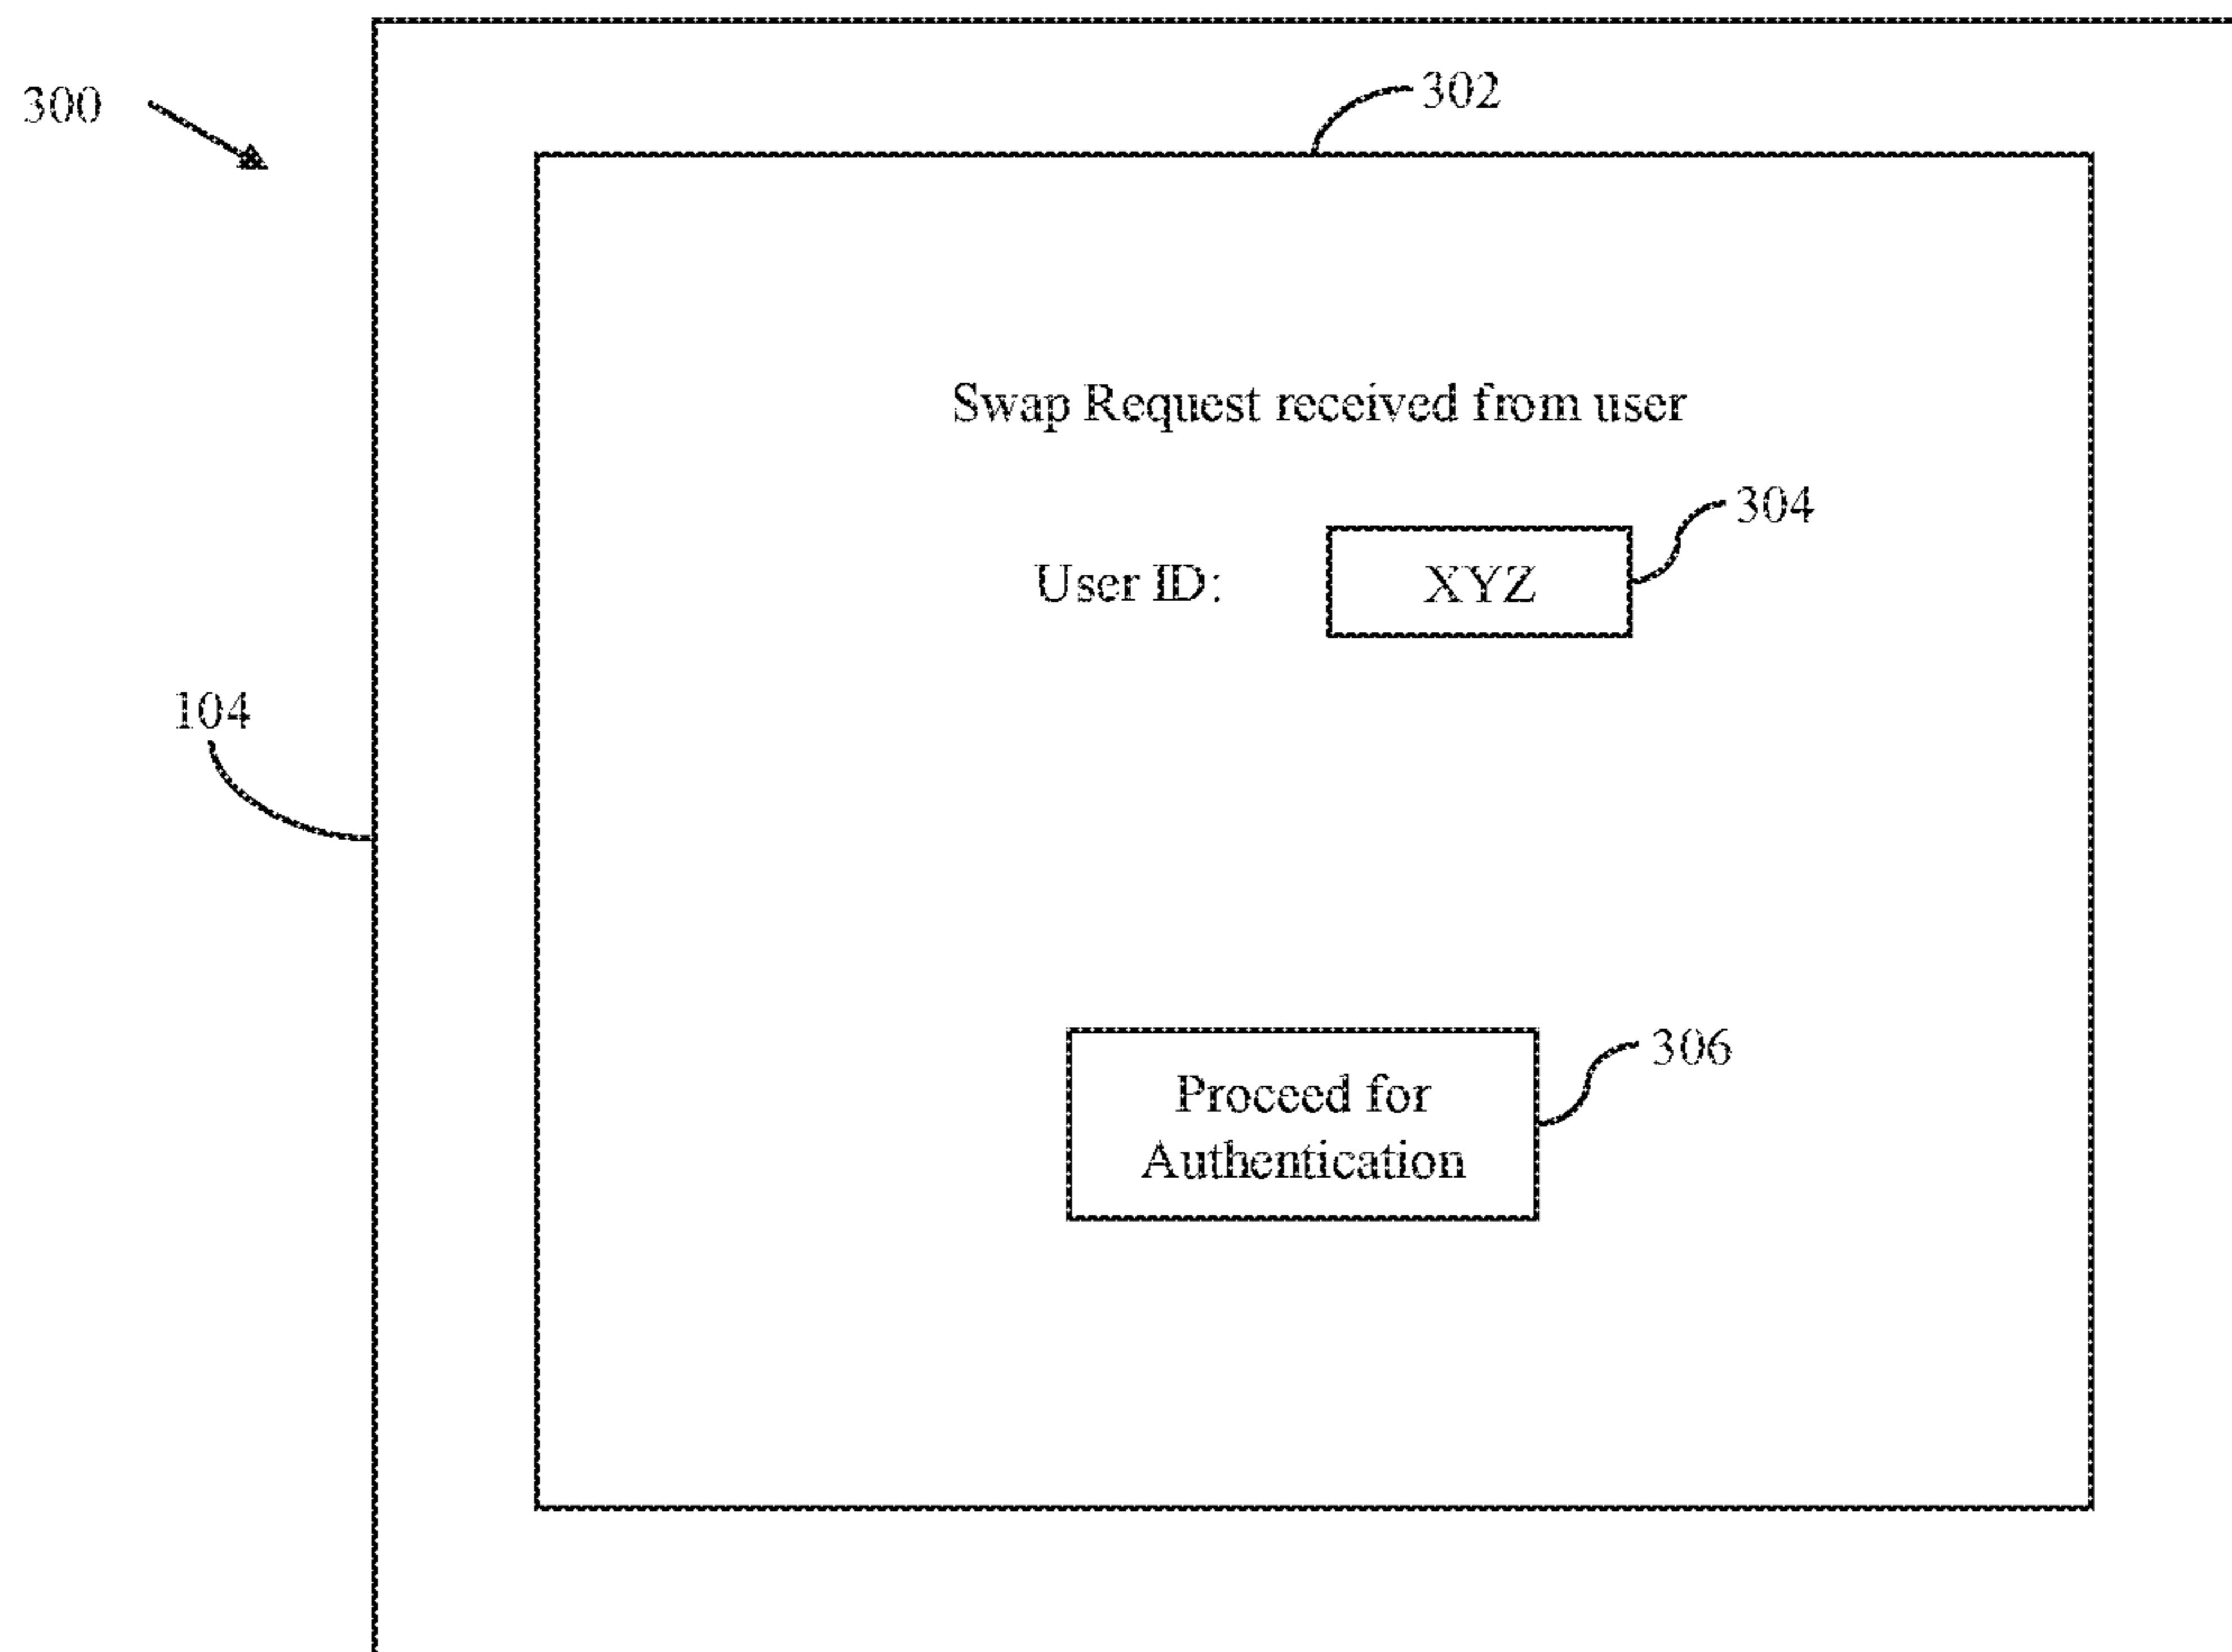 300
302
Swap Request received from user
304
User ID:
XYZ
104
306
Proceed for
Authentication